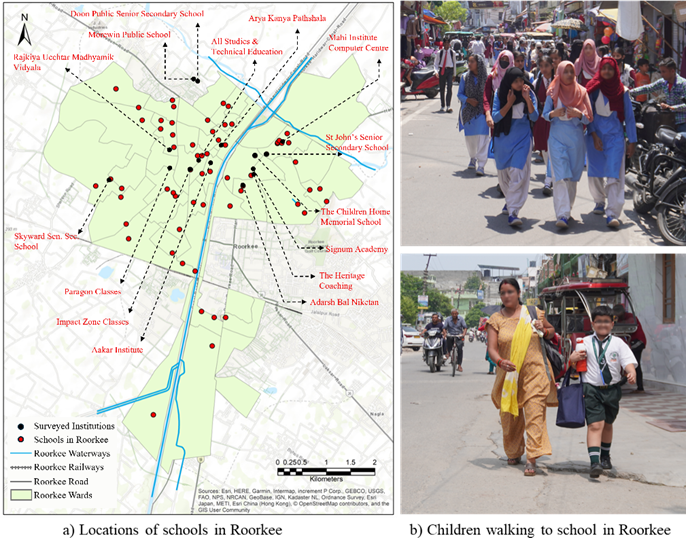 N
Doon Public Senior Secondary School
Morewin Public School
Rajkiya Uchtar Madhyamik
Vidyala
Arya Kanya Pathshala
All Studies &
Technical Education
Mahi Institute
Computer Centre
St John's Senior
Secondary School
The Children Home
Memorial School
Signum Academy
The Heritage
Coaching
Adarsh Bal Niketan
Skyward Sen. Sec.
School
Paragon Classes
Impact Zone Classes
Aakar Institute
Roorkee
Nagla
Surveyed Institutions
Schools in Roorkee
Roorkee Waterways
Roorkee Railways
Roorkee Road
Roorkee Wards
0 0.25 0.5 1 1.5 2
Kilometers
Sources: Esri, HERE, Garmin, Intermap, increment P Corp., GEBCO, USGS,
FAO, NPS, NRCAN, GeoBase, IGN, Kadaster NL, Ordnance Survey, Esri
Japan, METI, Esri China (Hong Kong), © OpenStreetMap contributors, and the
GIS User Community
a) Locations of schools in Roorkee
b) Children walking to school in Roorkee